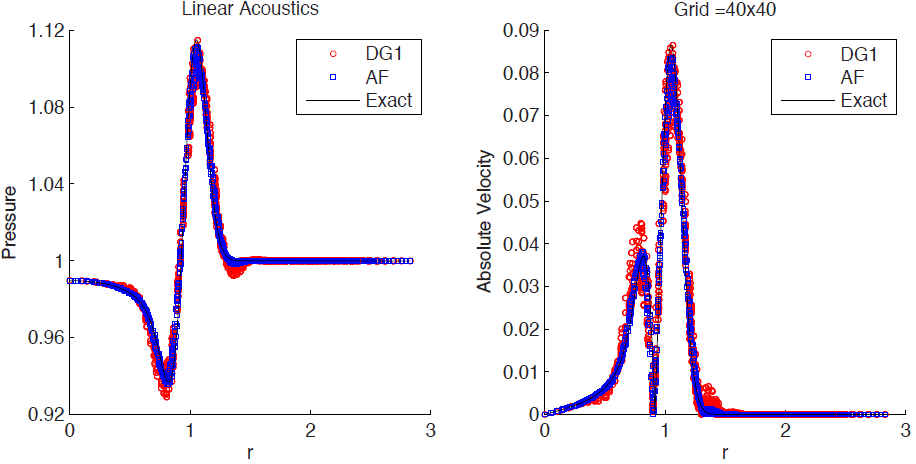 Linear Acoustics
1.12
1.08
1.04
1
0.96
0.92
Pressure
0
1
2
3
r
DG1
AF
Exact
Grid =40x40
0.09
0.08
0.07
0.06
0.05
0.04
0.03
0.02
0.01
0
Absolute Velocity
0
1
2
3
r
DG1
AF
Exact